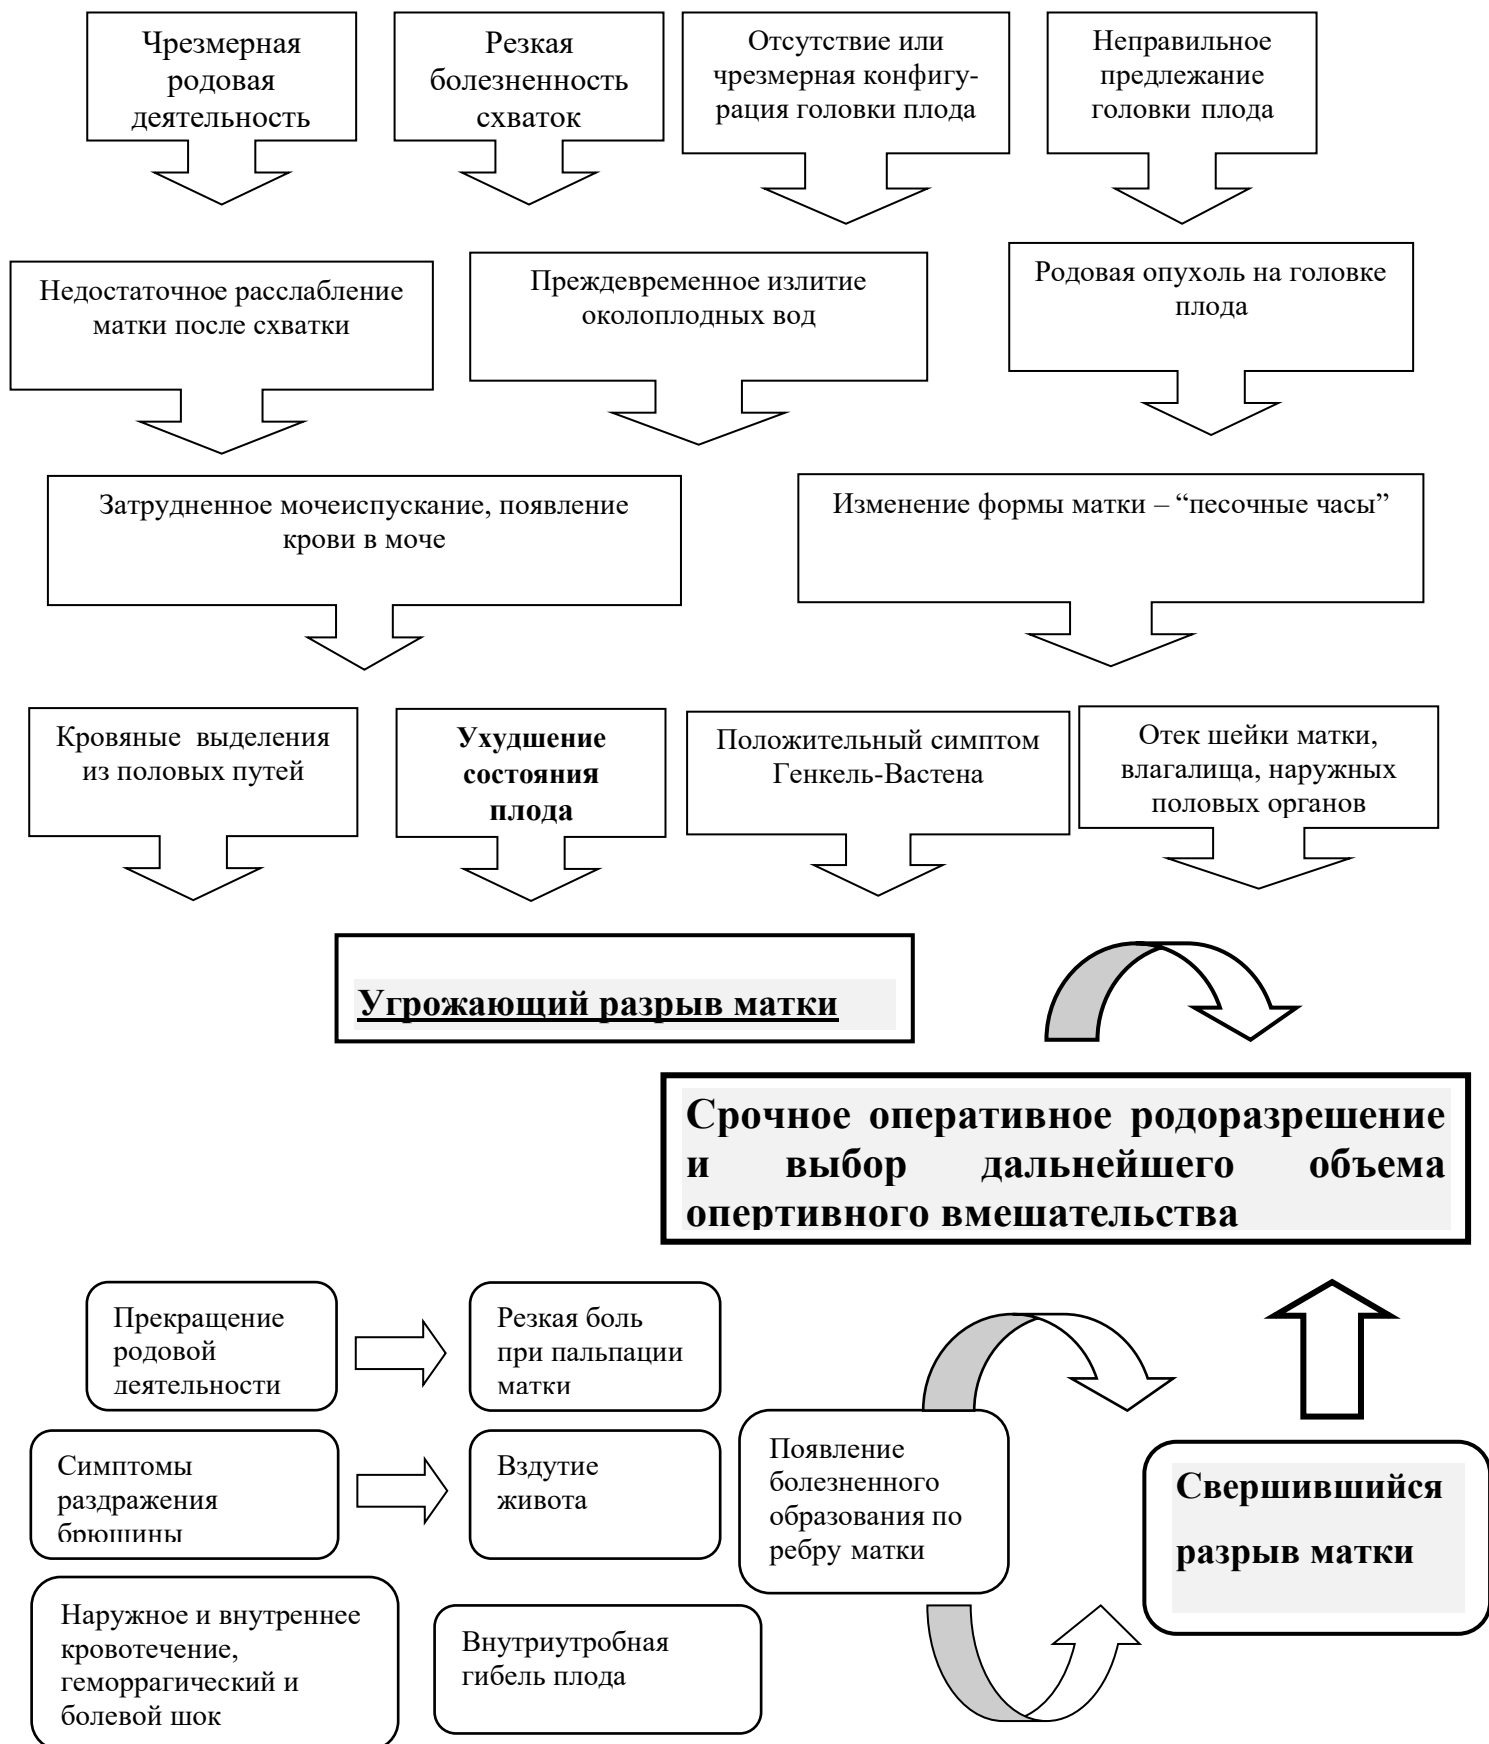 Чрезмерная
родовая
деятельность
Резкая
болезненность
схваток
Отсутствие или
чрезмерная конфигу-
рация головки плода
Неправильное
предлежание
головки плода
Недостаточное расслабление
матки после схватки
Преждевременное излитие
околоплодных вод
Родовая опухоль на головке
плода
Затрудненное мочеиспускание, появление
крови в моче
Изменение формы матки – “песочные часы”
Кровяные выделения
из половых путей
Ухудшение
состояния
плода
Положительный симптом
Генкель-Вастена
Отек шейки матки,
влагалища, наружных
половых органов
Угрожающий разрыв матки
Срочное оперативное родоразрешение
и выбор дальнейшего объема
опертивного вмешательства
Прекращение
родовой
деятельности
Резкая боль
при пальпации
матки
Симптомы
раздражения
брюшины
Вздутие
живота
Появление
болезненного
образования по
ребру матки
Свершившийся
разрыв матки
Наружное и внутреннее
кровотечение,
геморрагический и
болевой шок
Внутриутробная
гибель плода